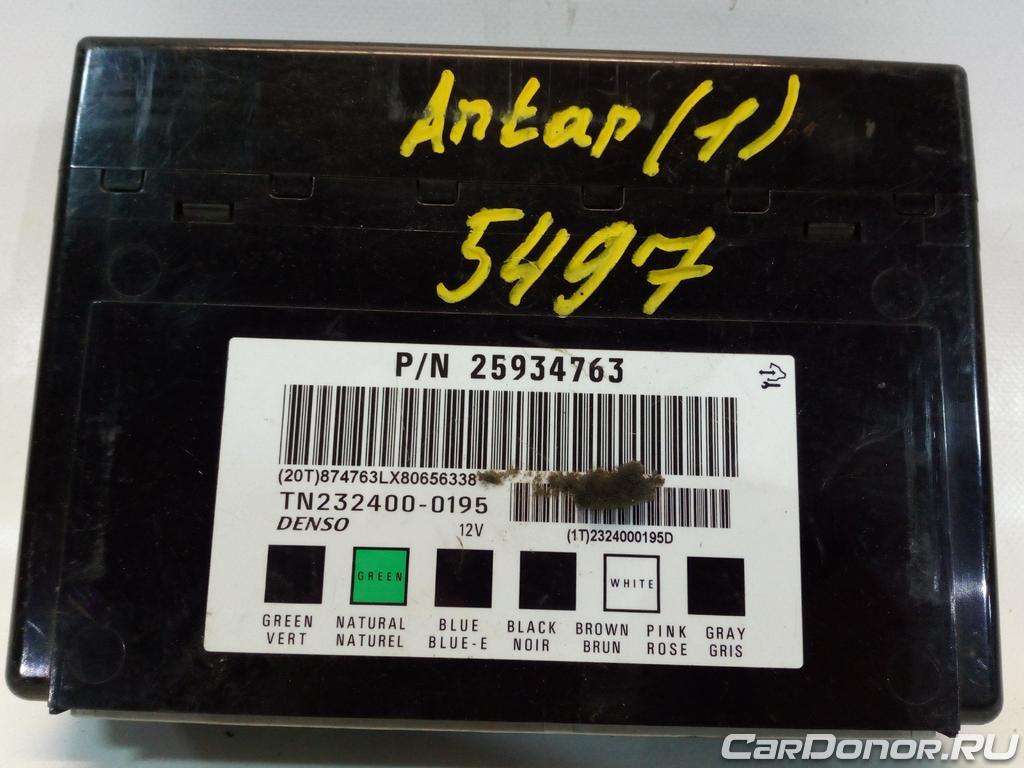 Antar (1)
5497
P/N 25934763
(20T)874763LX80656338
TN232400-0195
DENSO 12V
(1T)2324000195D
GREEN WHITE
GREEN NATURAL BLUE BLACK BROWN PINK GRAY
VERT NATUREL BLUE-E NOIR BRUN ROSE GRIS
CarDonor.RU